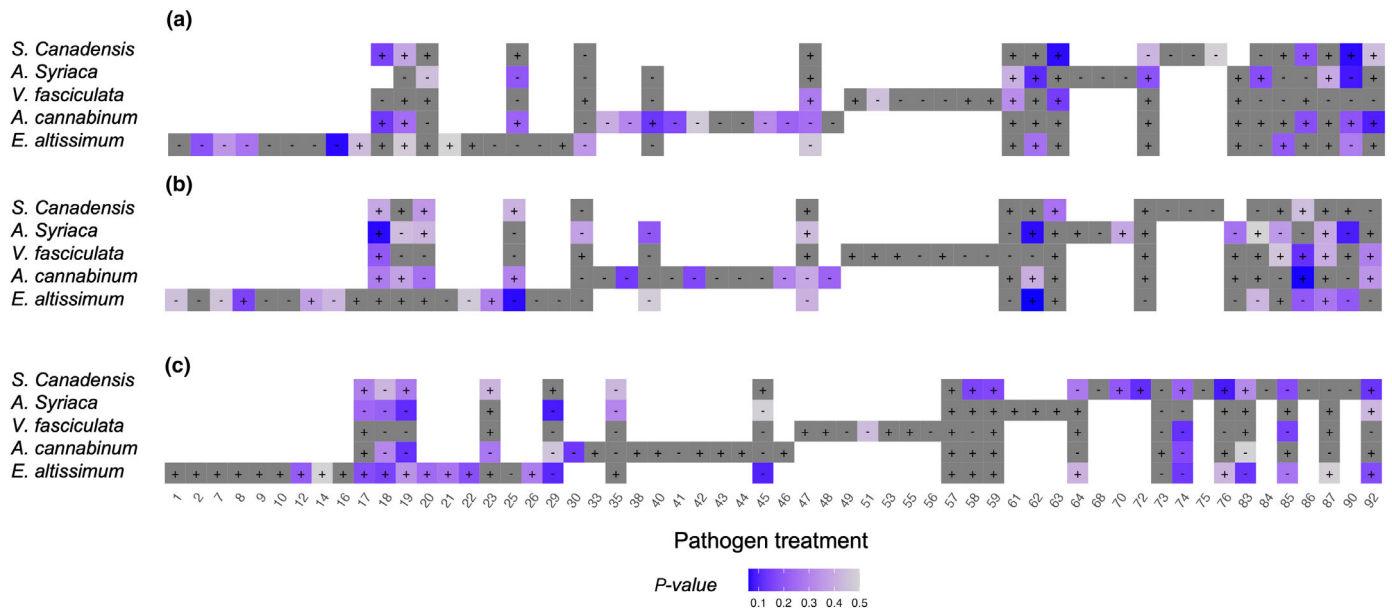 (a)
S. Canadensis
A. Syriaca
V. fasciculata
A. cannabinum
E. altissimum
(b)
S. Canadensis
A. Syriaca
V. fasciculata
A. cannabinum
E. altissimum
(c)
S. Canadensis
A. Syriaca
V. fasciculata
A. cannabinum
E. altissimum
1 2 7 8 9 10 12 14 16 17 18 19 20 21 22 23 25 26 29 30 33 35 38 40 41 42 43 44 45 46 47 48 49 51 53 55 56 57 58 59 61 62 63 64 68 70 72 73 74 75 76 83 84 85 86 87 90 92
Pathogen treatment
P-value
0.1 0.2 0.3 0.4 0.5